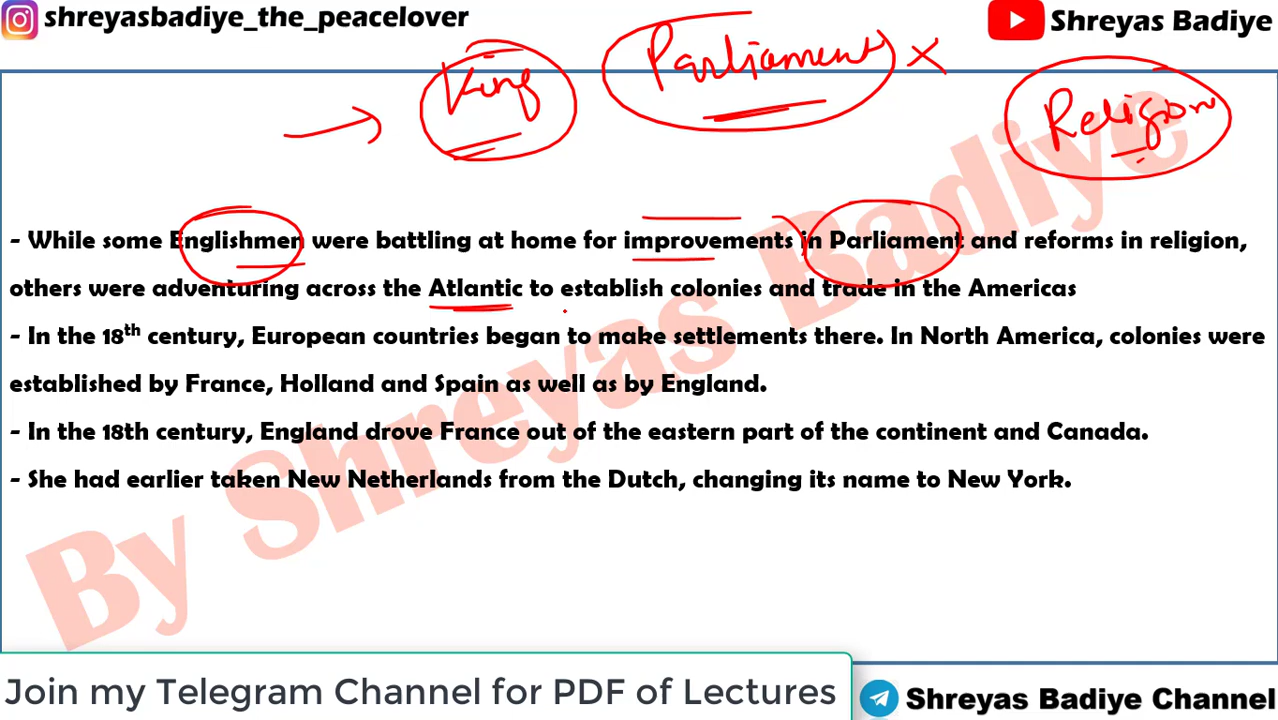 shreyasbadiye_the_peacelover
Shreyas Badiye
King Parliament X
Religion
- While some Englishmen were battling at home for improvements in Parliament and reforms in religion,
others were adventuring across the Atlantic to establish colonies and trade in the Americas
- In the 18th century, European countries began to make settlements there. In North America, colonies were
established by France, Holland and Spain as well as by England.
- In the 18th century, England drove France out of the eastern part of the continent and Canada.
- She had earlier taken New Netherlands from the Dutch, changing its name to New York.
By Shreyas Badiye
Join my Telegram Channel for PDF of Lectures
Shreyas Badiye Channel